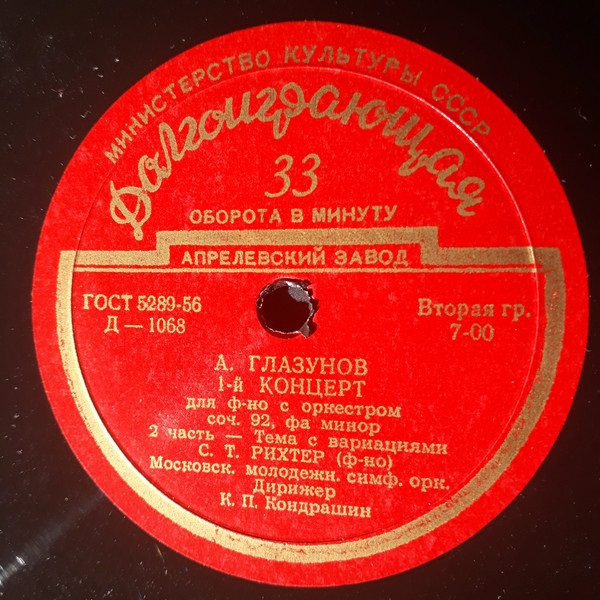 МИНИСТЕРСТВО КУЛЬТУРЫ СССР
Долгоиграющая
33
ОБОРОТА В МИНУТУ
АПРЕЛЕВСКИЙ ЗАВОД
ГОСТ 5289-56
Д — 1068
Вторая гр.
7-00
А. ГЛАЗУНОВ
1-й КОНЦЕРТ
для ф-но с оркестром
соч. 92, фа минор
2 часть — Тема с вариациями
С. Т. РИХТЕР (ф-но)
Московск. молодежн. симф. орк.
Дирижер
К. П. Кондрашин